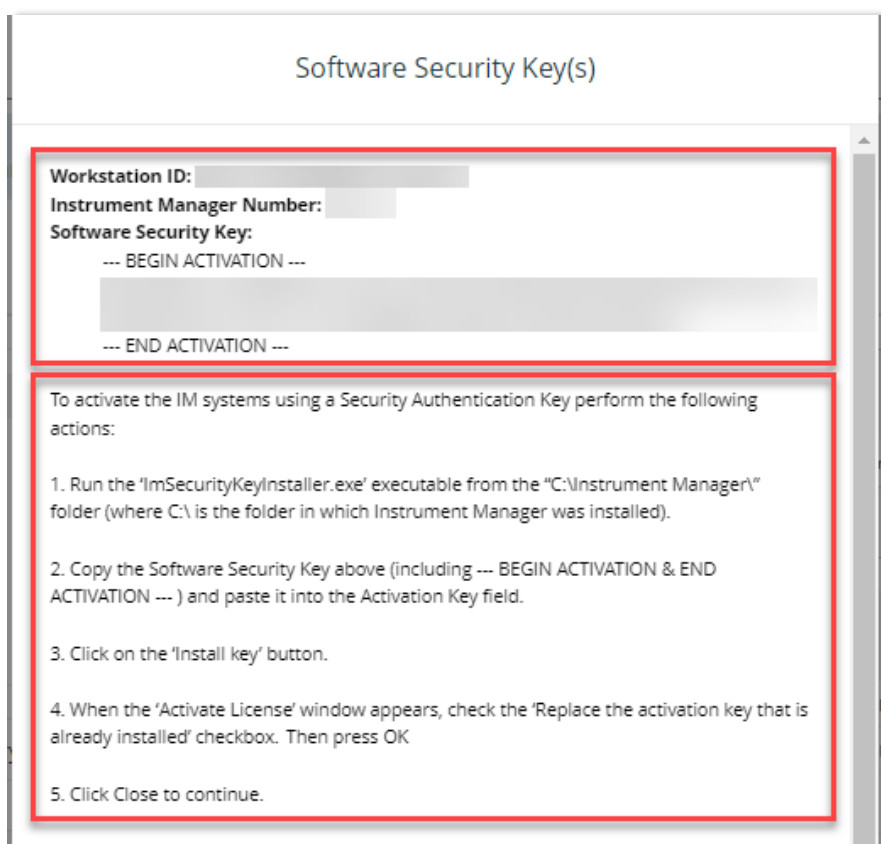 Software Security Key(s)
Workstation ID:
Instrument Manager Number:
Software Security Key:
--- BEGIN ACTIVATION ---
--- END ACTIVATION ---
To activate the IM systems using a Security Authentication Key perform the following
actions:
1. Run the ‘ImSecurityKeyInstaller.exe’ executable from the “C:\Instrument Manager\”
folder (where C:\ is the folder in which Instrument Manager was installed).
2. Copy the Software Security Key above (including --- BEGIN ACTIVATION & END
ACTIVATION --- ) and paste it into the Activation Key field.
3. Click on the ‘Install key’ button.
4. When the ‘Activate License’ window appears, check the ‘Replace the activation key that is
already installed’ checkbox. Then press OK
5. Click Close to continue.